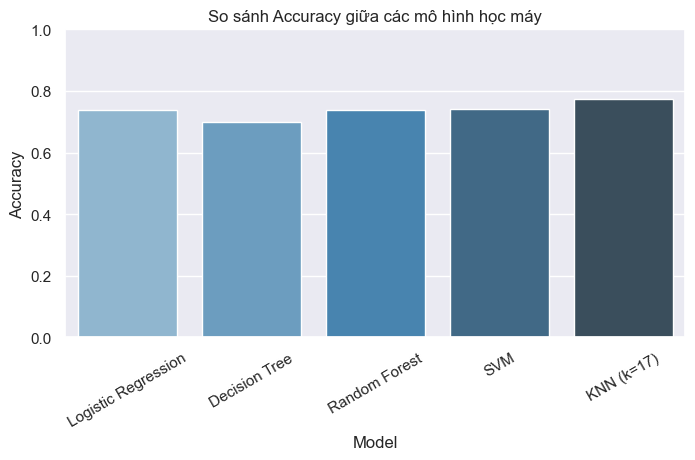 So sánh Accuracy giữa các mô hình học máy
1.0
0.8
0.6
0.4
0.2
0.0
Accuracy
Logistic Regression
Decision Tree
Random Forest
SVM
KNN (k=17)
Model